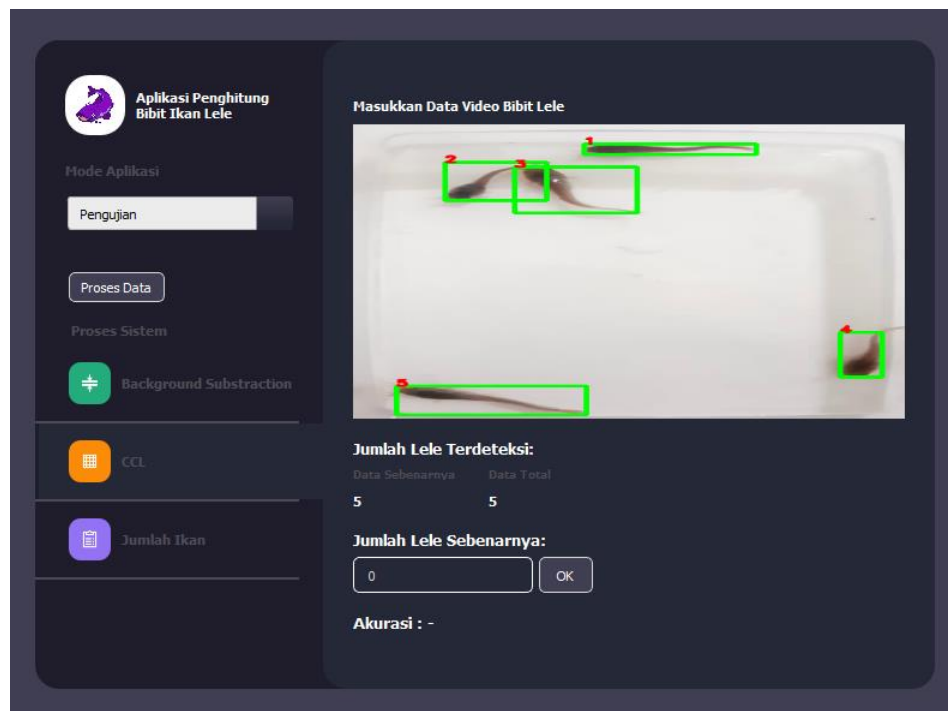 Aplikasi Penghitung
Bibit Ikan Lele
Mode Aplikasi
Pengujian
Proses Data
Proses Sistem
Background Substraction
CCL
Jumlah Ikan
Masukkan Data Video Bibit Lele
1
2
3
4
5
Jumlah Lele Terdeteksi:
Data Sebenarnya Data Total
5 5
Jumlah Lele Sebenarnya:
0 OK
Akurasi : -